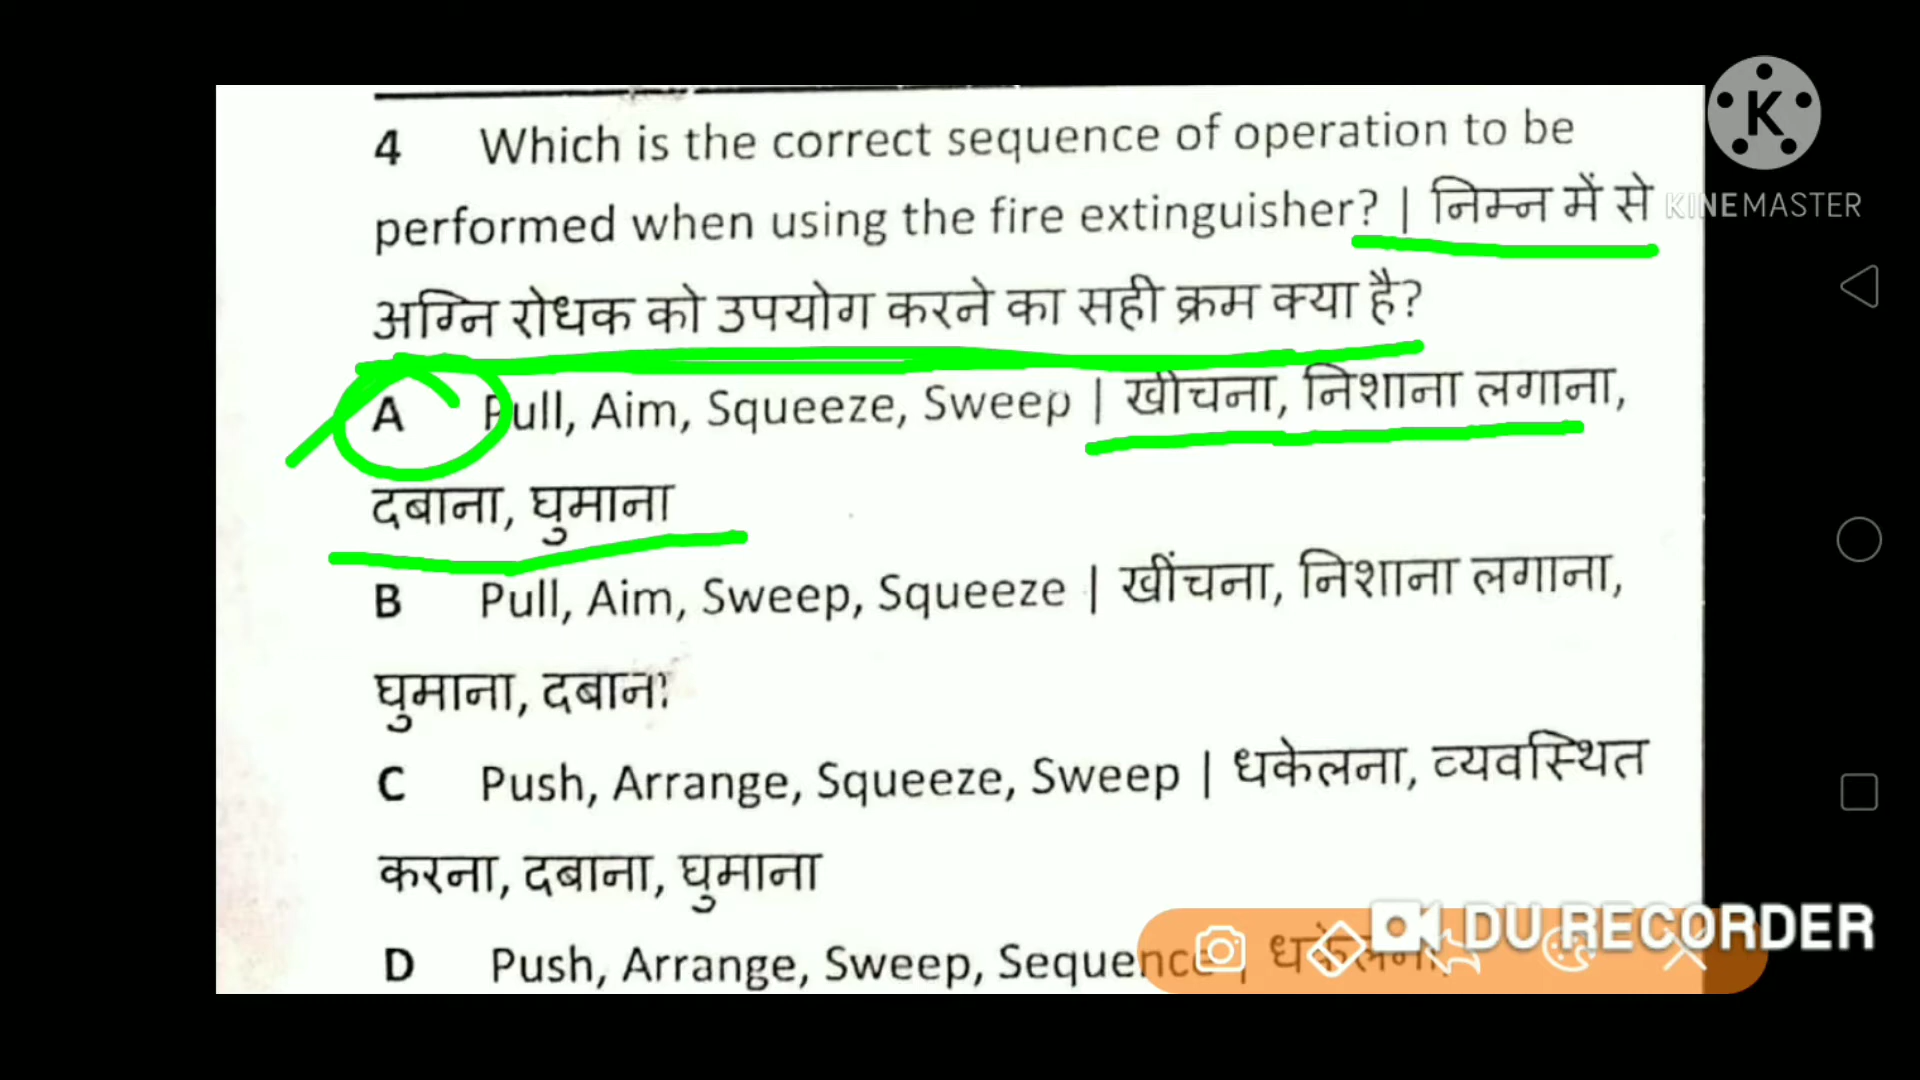 4 Which is the correct sequence of operation to be
performed when using the fire extinguisher? | निम्न में से
अग्नि रोधक को उपयोग करने का सही क्रम क्या है?
A Pull, Aim, Squeeze, Sweep | खींचना, निशाना लगाना,
दबाना, घुमाना
B Pull, Aim, Sweep, Squeeze | खींचना, निशाना लगाना,
घुमाना, दबाना
C Push, Arrange, Squeeze, Sweep | धकेलना, व्यवस्थित
करना, दबाना, घुमाना
D Push, Arrange, Sweep, Sequence | धकेलना,
K
KINEMASTER
DU RECORDER